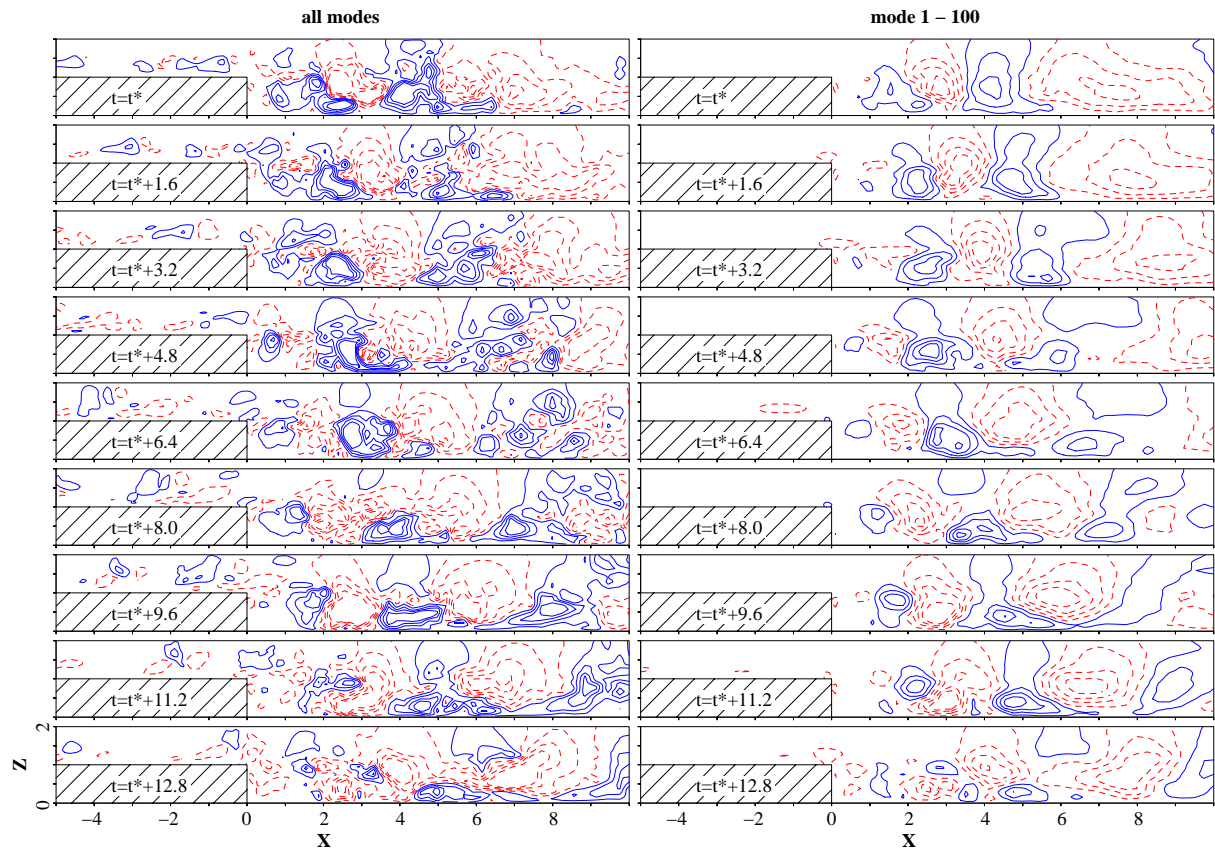 all modes
mode 1 − 100
t=t*
t=t*
t=t*+1.6
t=t*+1.6
t=t*+3.2
t=t*+3.2
t=t*+4.8
t=t*+4.8
t=t*+6.4
t=t*+6.4
t=t*+8.0
t=t*+8.0
t=t*+9.6
t=t*+9.6
t=t*+11.2
t=t*+11.2
2
Z
t=t*+12.8
t=t*+12.8
0
−4 −2 0 2 4 6 8
−4 −2 0 2 4 6 8
X
X